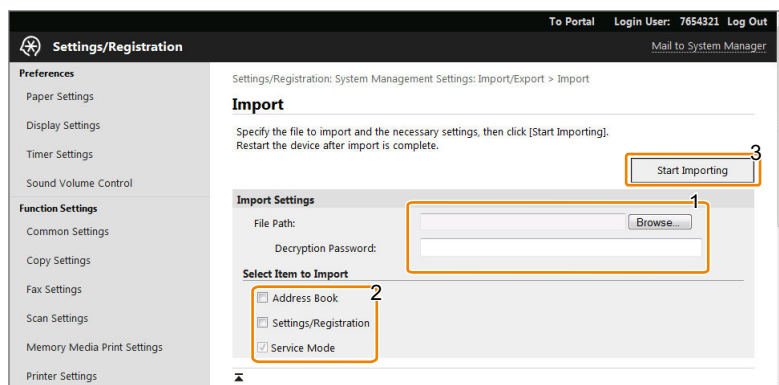 To Portal Login User: 7654321 Log Out
Settings/Registration Mail to System Manager
Preferences
Paper Settings
Display Settings
Timer Settings
Sound Volume Control
Function Settings
Common Settings
Copy Settings
Fax Settings
Scan Settings
Memory Media Print Settings
Printer Settings
Settings/Registration: System Management Settings: Import/Export > Import
Import
Specify the file to import and the necessary settings, then click [Start Importing].
Restart the device after import is complete.
3
Start Importing
Import Settings
1
File Path: Browse...
Decryption Password:
Select Item to Import
2
Address Book
Settings/Registration
Service Mode